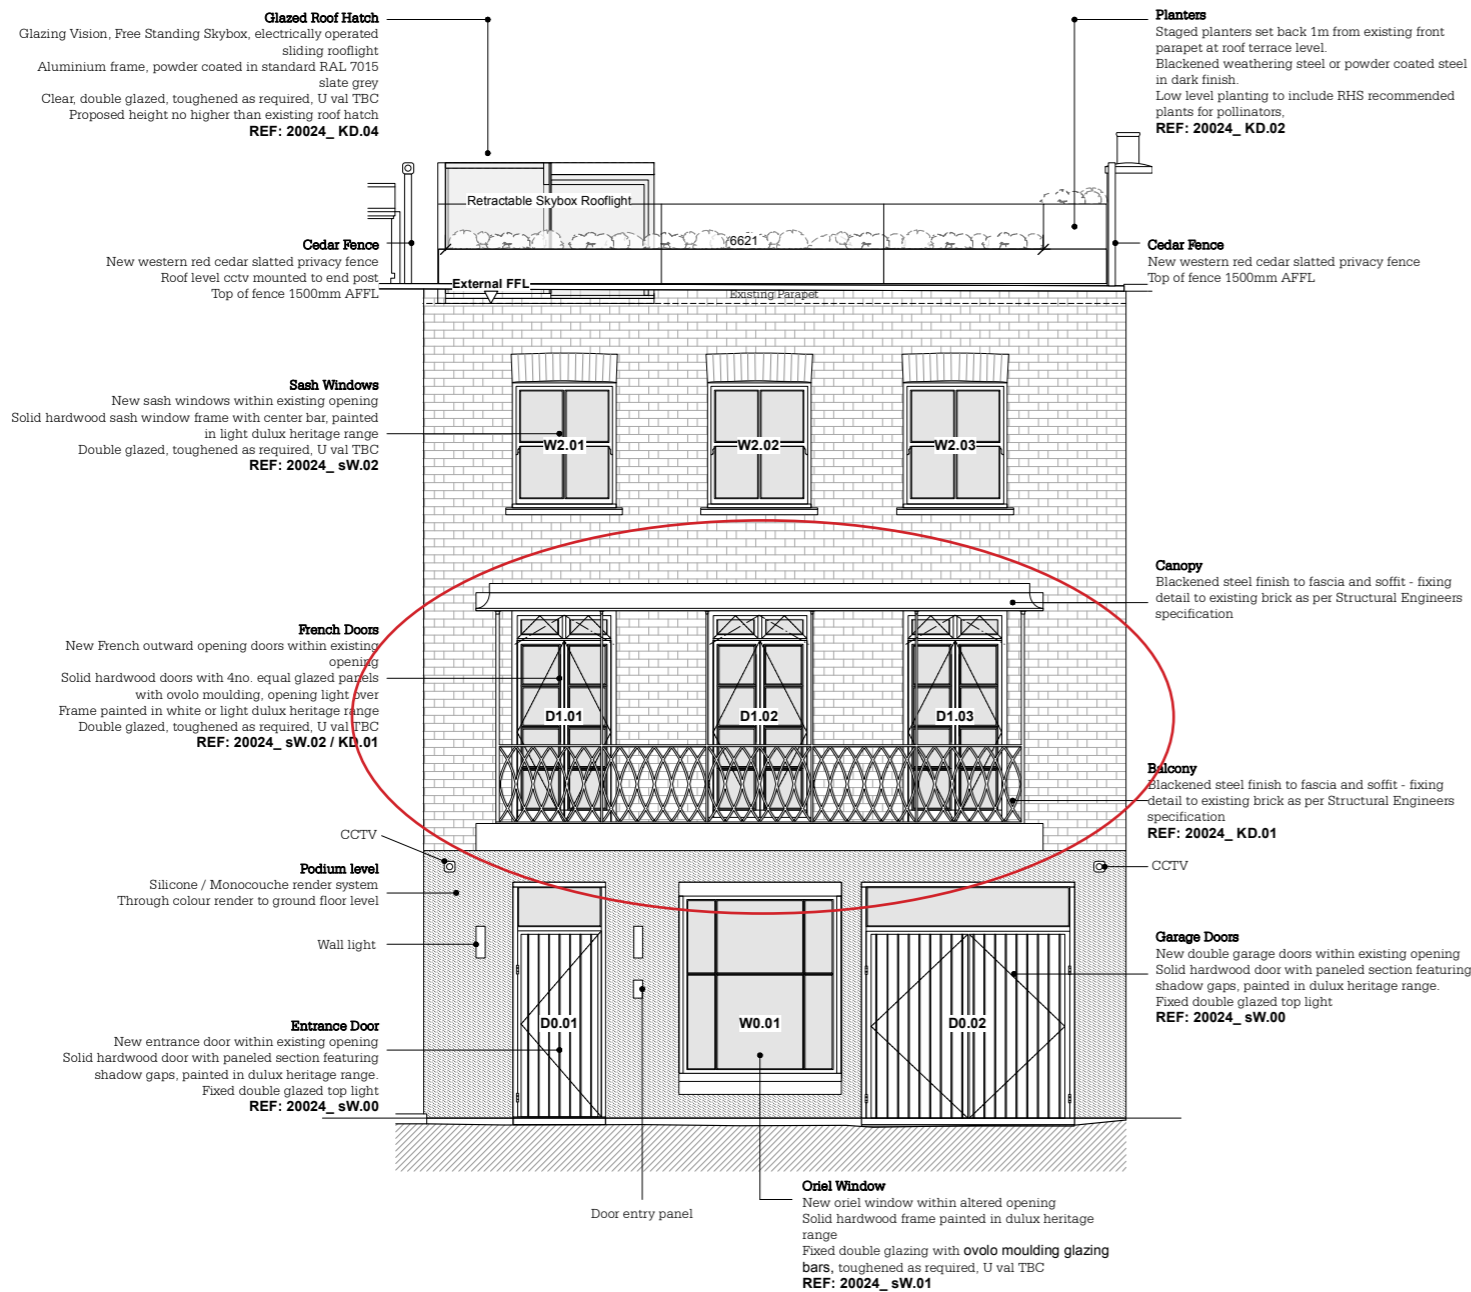 Glazed Roof Hatch
Glazing Vision, Free Standing Skybox, electrically operated
sliding rooflight
Aluminium frame, powder coated in standard RAL 7015
slate grey
Clear, double glazed, toughened as required, U val TBC
Proposed height no higher than existing roof hatch
REF: 20024_ KD.04
Planters
Staged planters set back 1m from existing front
parapet at roof terrace level.
Blackened weathering steel or powder coated steel
in dark finish.
Low level planting to include RHS recommended
plants for pollinators,
REF: 20024_ KD.02
Retractable Skybox Rooflight
6621
Cedar Fence
New western red cedar slatted privacy fence
Roof level cctv mounted to end post
Top of fence 1500mm AFFL
Cedar Fence
New western red cedar slatted privacy fence
Top of fence 1500mm AFFL
External FFL
Existing Parapet
Sash Windows
New sash windows within existing opening
Solid hardwood sash window frame with center bar, painted
in light dulux heritage range
Double glazed, toughened as required, U val TBC
REF: 20024_ sW.02
W2.01
W2.02
W2.03
Canopy
Blackened steel finish to fascia and soffit - fixing
detail to existing brick as per Structural Engineers
specification
French Doors
New French outward opening doors within existing
opening
Solid hardwood doors with 4no. equal glazed panels
with ovolo moulding, opening light over
Frame painted in white or light dulux heritage range
Double glazed, toughened as required, U val TBC
REF: 20024_ sW.02 / KD.01
D1.01
D1.02
D1.03
Balcony
Blackened steel finish to fascia and soffit - fixing
detail to existing brick as per Structural Engineers
specification
REF: 20024_ KD.01
CCTV
CCTV
Podium level
Silicone / Monocouche render system
Through colour render to ground floor level
Wall light
Garage Doors
New double garage doors within existing opening
Solid hardwood door with paneled section featuring
shadow gaps, painted in dulux heritage range.
Fixed double glazed top light
REF: 20024_ sW.00
Entrance Door
New entrance door within existing opening
Solid hardwood door with paneled section featuring
shadow gaps, painted in dulux heritage range.
Fixed double glazed top light
REF: 20024_ sW.00
D0.01
W0.01
D0.02
Door entry panel
Oriel Window
New oriel window within altered opening
Solid hardwood frame painted in dulux heritage
range
Fixed double glazing with ovolo moulding glazing
bars, toughened as required, U val TBC
REF: 20024_ sW.01